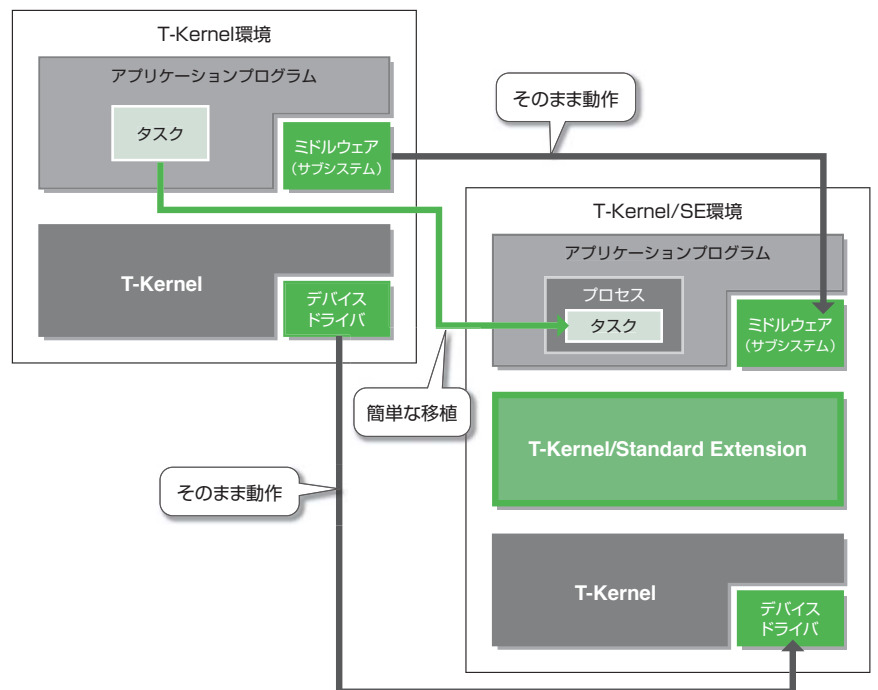 T-Kernel環境
アプリケーションプログラム
タスク
ミドルウェア
(サブシステム)
T-Kernel
デバイス
ドライバ
そのまま動作
簡単な移植
そのまま動作
T-Kernel/SE環境
アプリケーションプログラム
プロセス
タスク
ミドルウェア
(サブシステム)
T-Kernel/Standard Extension
T-Kernel
デバイス
ドライバ